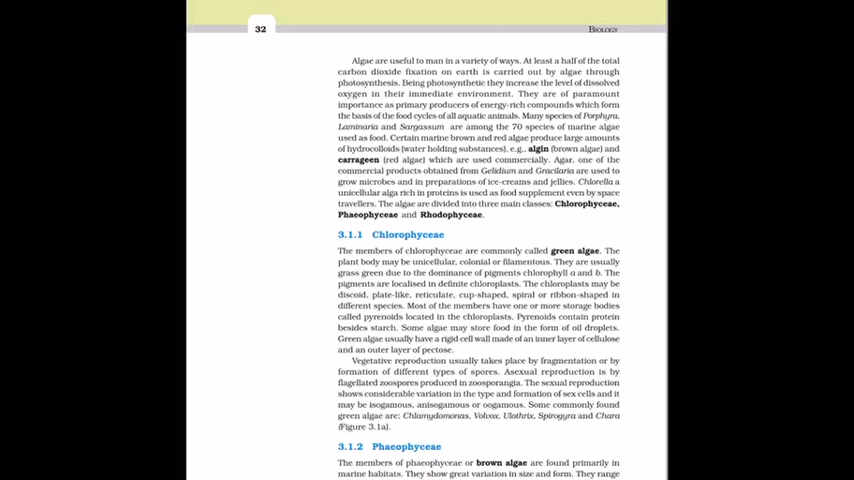 32
BIOLOGY
Algae are useful to man in a variety of ways. At least a half of the total
carbon dioxide fixation on earth is carried out by algae through
photosynthesis. Being photosynthetic they increase the level of dissolved
oxygen in their immediate environment. They are of paramount
importance as primary producers of energy-rich compounds which form
the basis of the food cycles of all aquatic animals. Many species of Porphyra,
Laminaria and Sargassum are among the 70 species of marine algae
used as food. Certain marine brown and red algae produce large amounts
of hydrocolloids (water holding substances), e.g., algin (brown algae) and
carrageen (red algae) which are used commercially. Agar, one of the
commercial products obtained from Gelidium and Gracilaria are used to
grow microbes and in preparations of ice-creams and jellies. Chlorella a
unicellular alga rich in proteins is used as food supplement even by space
travellers. The algae are divided into three main classes: Chlorophyceae,
Phaeophyceae and Rhodophyceae.
3.1.1 Chlorophyceae
The members of chlorophyceae are commonly called green algae. The
plant body may be unicellular, colonial or filamentous. They are usually
grass green due to the dominance of pigments chlorophyll a and b. The
pigments are localised in definite chloroplasts. The chloroplasts may be
discoid, plate-like, reticulate, cup-shaped, spiral or ribbon-shaped in
different species. Most of the members have one or more storage bodies
called pyrenoids located in the chloroplasts. Pyrenoids contain protein
besides starch. Some algae may store food in the form of oil droplets.
Green algae usually have a rigid cell wall made of an inner layer of cellulose
and an outer layer of pectose.
Vegetative reproduction usually takes place by fragmentation or by
formation of different types of spores. Asexual reproduction is by
flagellated zoospores produced in zoosporangia. The sexual reproduction
shows considerable variation in the type and formation of sex cells and it
may be isogamous, anisogamous or oogamous. Some commonly found
green algae are: Chlamydomonas, Volvox, Ulothrix, Spirogyra and Chara
(Figure 3.1a).
3.1.2 Phaeophyceae
The members of phaeophyceae or brown algae are found primarily in
marine habitats. They show great variation in size and form. They range